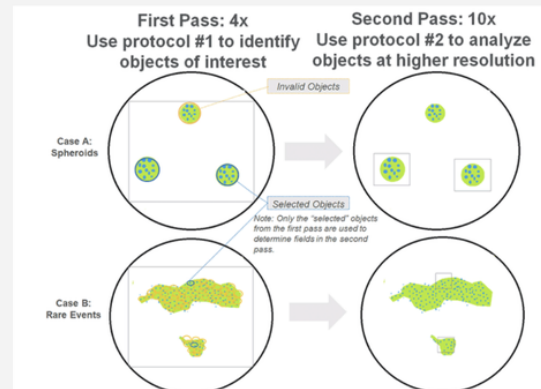 First Pass: 4x
Use protocol #1 to identify
objects of interest
Second Pass: 10x
Use protocol #2 to analyze
objects at higher resolution
Invalid Objects
Case A:
Spheroids
Selected Objects
Note: Only the "selected" objects
from the first pass are used to
determine fields in the second
pass.
Case B:
Rare Events